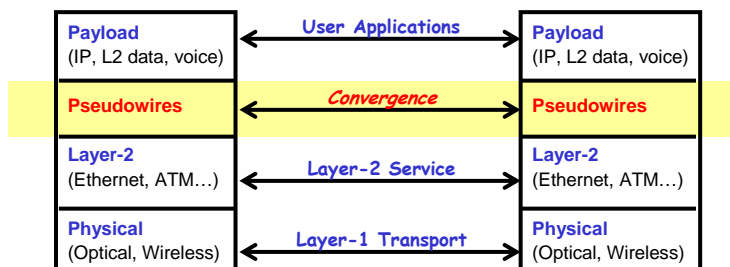 Payload
(IP, L2 data, voice)
User Applications
Payload
(IP, L2 data, voice)
Pseudowires
Convergence
Pseudowires
Layer-2
(Ethernet, ATM…)
Layer-2 Service
Layer-2
(Ethernet, ATM…)
Physical
(Optical, Wireless)
Layer-1 Transport
Physical
(Optical, Wireless)